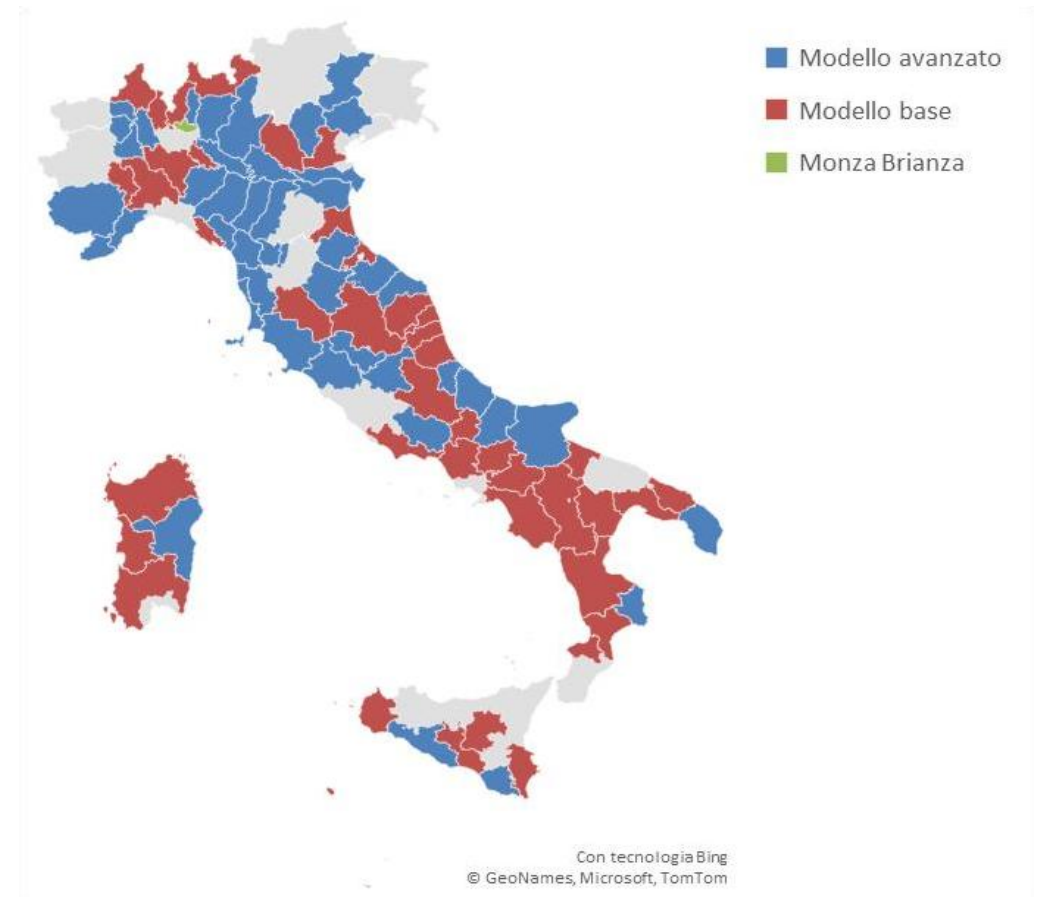 Modello avanzato
Modello base
Monza Brianza
Con tecnologia Bing
© GeoNames, Microsoft, TomTom